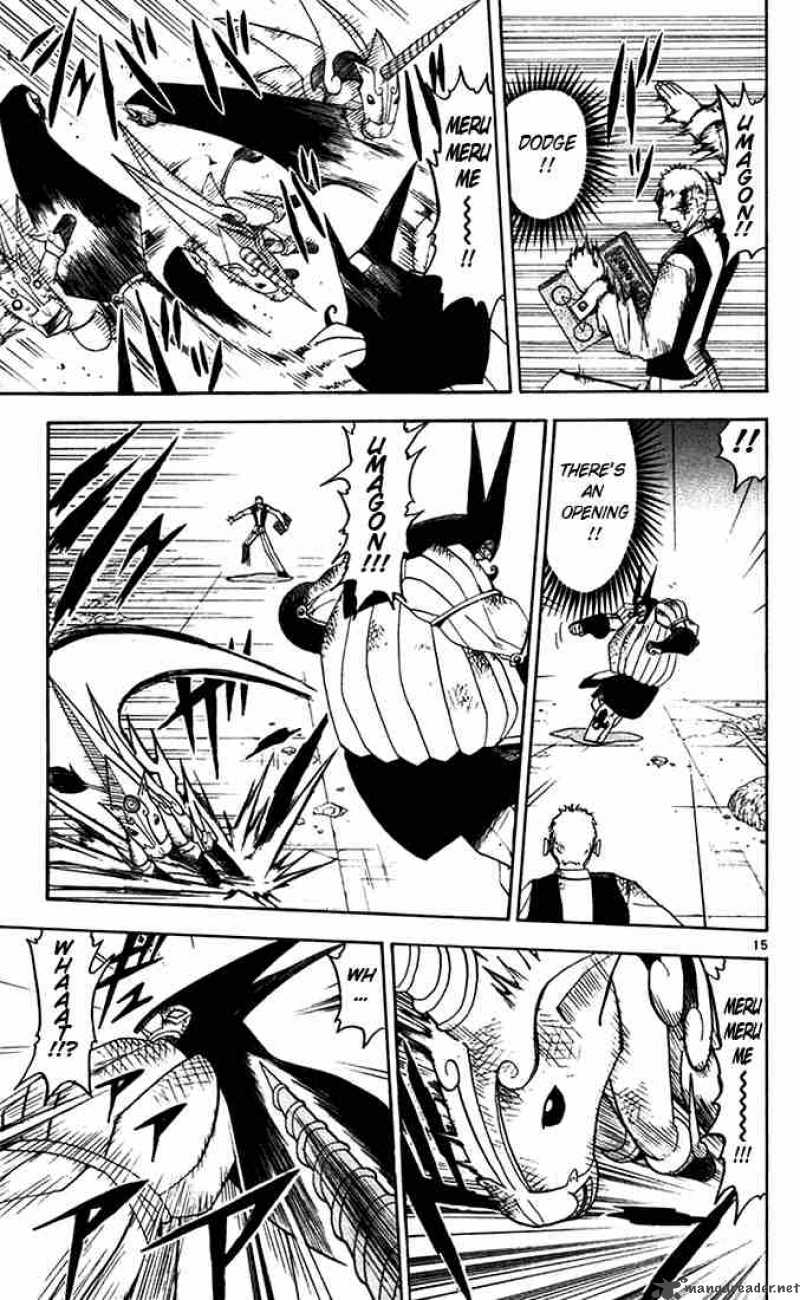 UMAGON!!
DODGE
!!
MERU
MERU
ME
!!
!!
THERE'S
AN
OPENING
!!
UMAGON!!!
15
MERU
MERU
ME
!!!
WH
...
WHAAAT
!!?
mangareader.net